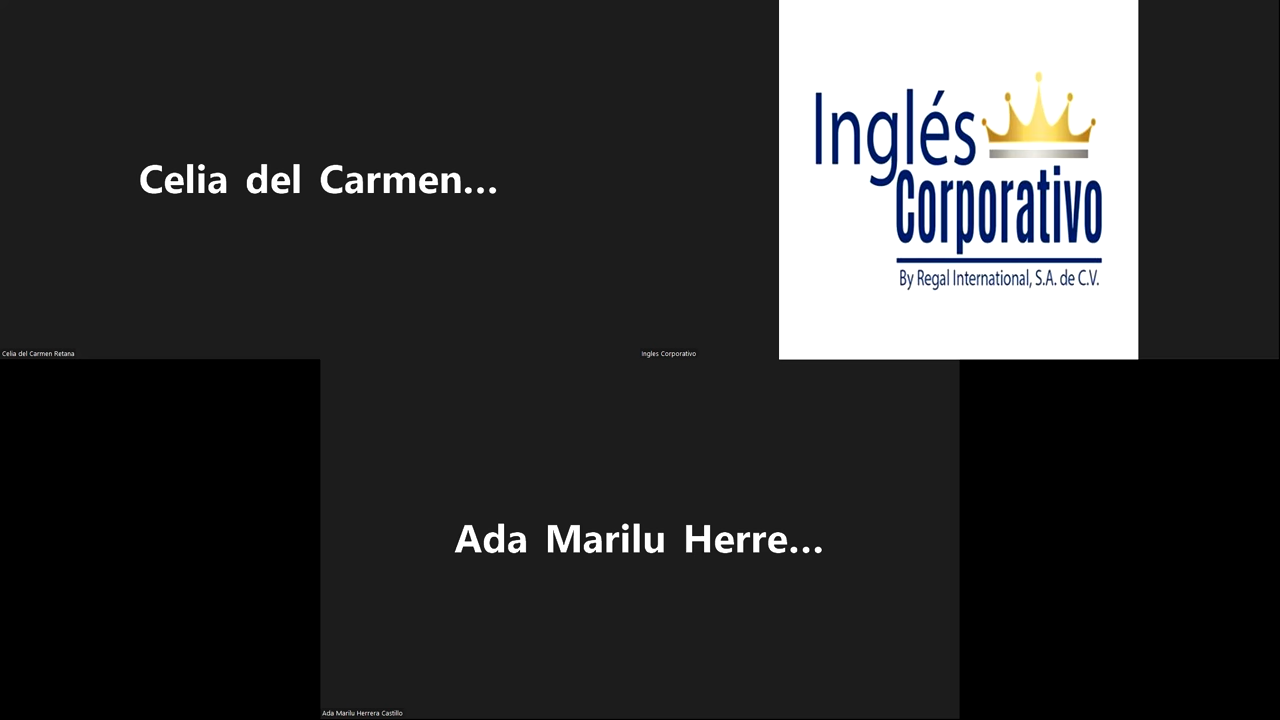 Celia del Carmen...
Inglés
Corporativo
By Regal International, S.A. de C.V.
Celia del Carmen Retana
Ingles Corporativo
Ada Marilu Herre...
Ada Marilu Herrera Castillo